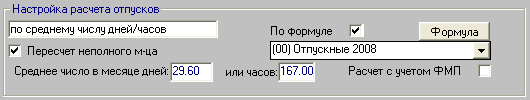 Настройка расчета отпусков
по среднему числу дней/часов
По формуле
Формула
Пересчет неполного м-ца
(00) Отпускные 2008
Среднее число в месяце дней: 29.60 или часов: 167.00 Расчет с учетом ФМП